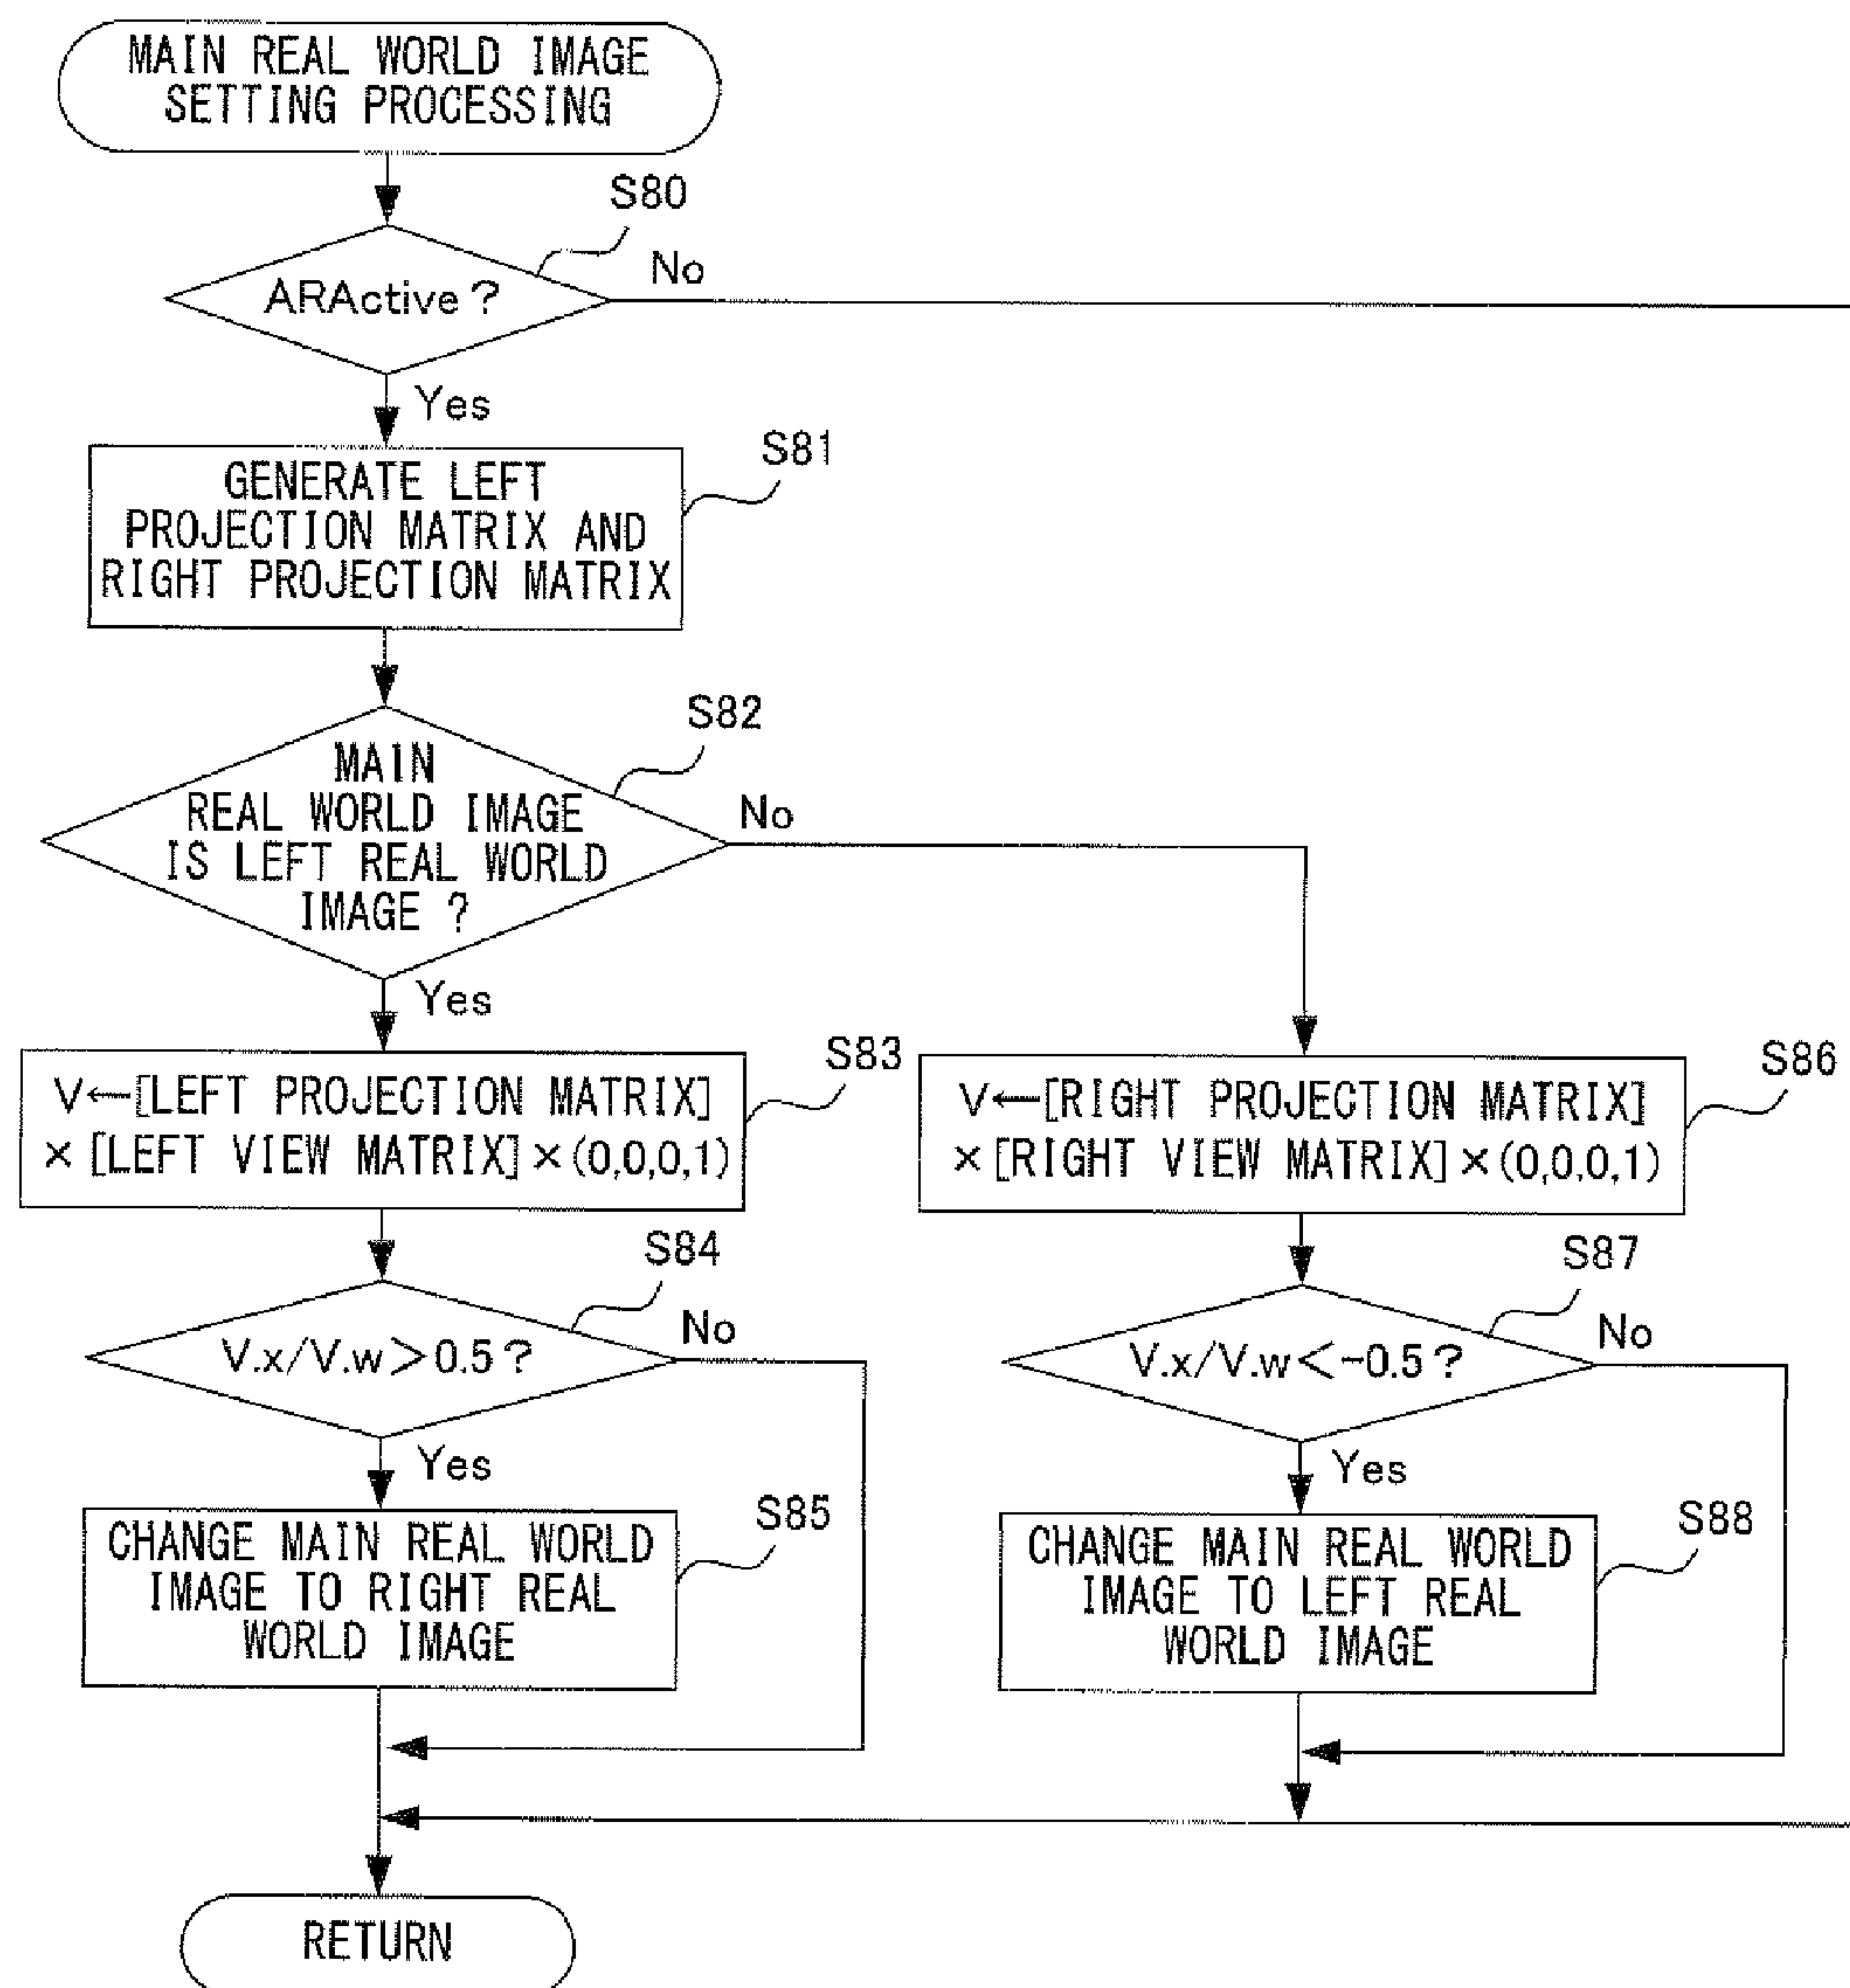 MAIN REAL WORLD IMAGE
SETTING PROCESSING
S80
ARActive?
No
Yes
S81
GENERATE LEFT
PROJECTION MATRIX AND
RIGHT PROJECTION MATRIX
S82
MAIN
REAL WORLD IMAGE
IS LEFT REAL WORLD
IMAGE ?
No
Yes
S83
V←[LEFT PROJECTION MATRIX]
× [LEFT VIEW MATRIX] × (0,0,0,1)
S86
V←[RIGHT PROJECTION MATRIX]
× [RIGHT VIEW MATRIX] × (0,0,0,1)
S84
V.x/V.w>0.5?
No
Yes
S87
V.x/V.w<-0.5?
No
Yes
S85
CHANGE MAIN REAL WORLD
IMAGE TO RIGHT REAL
WORLD IMAGE
S88
CHANGE MAIN REAL WORLD
IMAGE TO LEFT REAL
WORLD IMAGE
RETURN